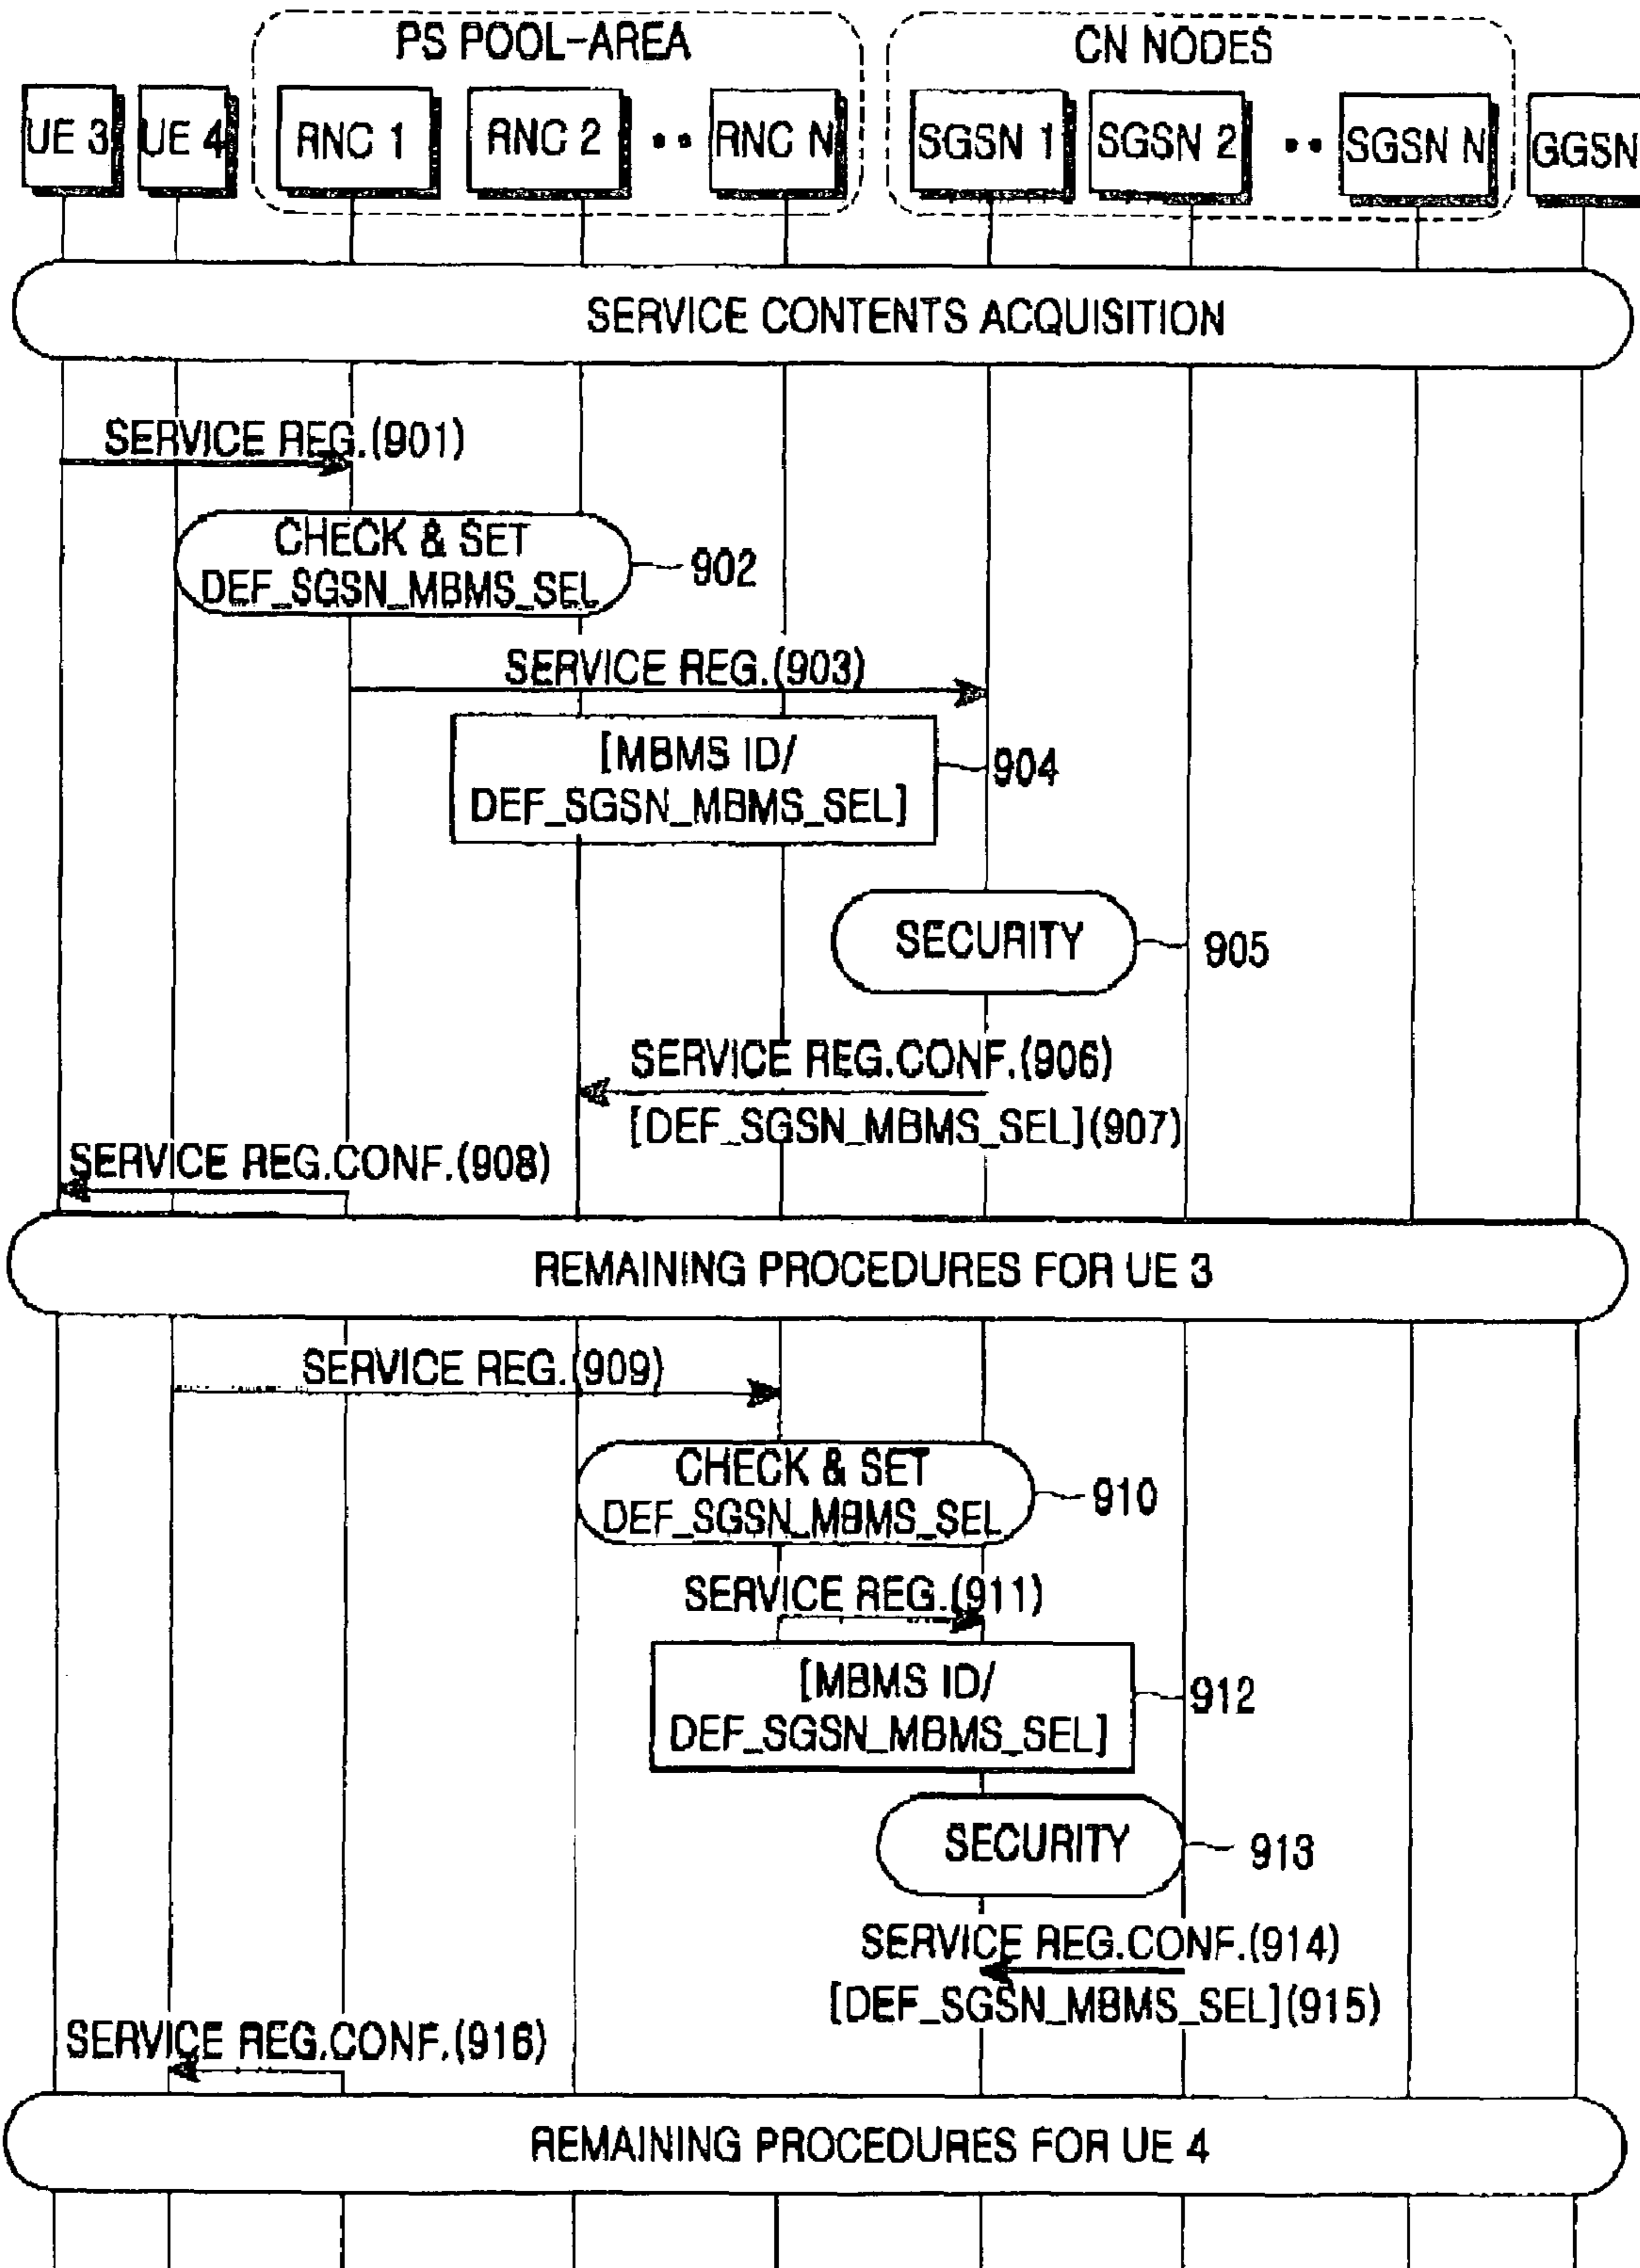 PS POOL-AREA
CN NODES
UE 3
UE 4
RNC 1
RNC 2
RNC N
SGSN 1
SGSN 2
SGSN N
GGSN
SERVICE CONTENTS ACQUISITION
SERVICE REG.(901)
CHECK & SET
DEF_SGSN_MBMS_SEL
902
SERVICE REG.(903)
[MBMS ID/
DEF_SGSN_MBMS_SEL]
904
SECURITY
905
SERVICE REG.CONF.(906)
[DEF_SGSN_MBMS_SEL](907)
SERVICE REG.CONF.(908)
REMAINING PROCEDURES FOR UE 3
SERVICE REG.(909)
CHECK & SET
DEF_SGSN_MBMS_SEL
910
SERVICE REG.(911)
[MBMS ID/
DEF_SGSN_MBMS_SEL]
912
SECURITY
913
SERVICE REG.CONF.(914)
[DEF_SGSN_MBMS_SEL](915)
SERVICE REG.CONF.(916)
REMAINING PROCEDURES FOR UE 4